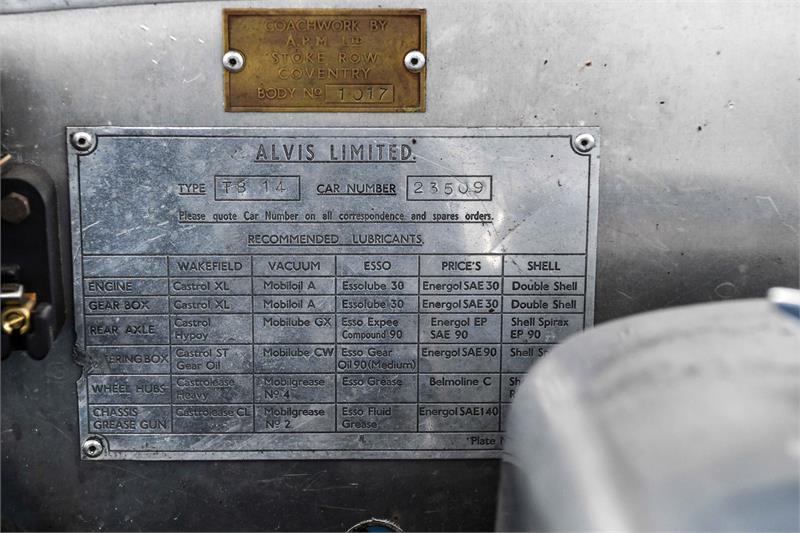 COACHWORK BY
A.P.M. LTD
STOKE ROW
COVENTRY
BODY Nº 1017
ALVIS LIMITED.
TYPE TB 14 CAR NUMBER 23509
Please quote Car Number on all correspondence and spares orders.
RECOMMENDED LUBRICANTS.
WAKEFIELD VACUUM ESSO PRICE'S SHELL
ENGINE Castrol XL Mobiloil A Essolube 30 Energol SAE 30 Double Shell
GEAR BOX Castrol XL Mobiloil A Essolube 30 Energol SAE 30 Double Shell
REAR AXLE Castrol Hypoy Mobilube GX Esso Expee Compound 90 Energol EP SAE 90 Shell Spirax EP 90
BOX Castrol ST Gear Oil Mobilube CW Esso Gear Oil 90 (Medium) Energol SAE 90 Shell
WHEEL HUBS Castrolease Heavy Mobilgrease Nº 4 Esso Grease Belmoline C
CHASSIS GREASE GUN Castrolease CL Mobilgrease Nº 2 Esso Fluid Grease Energol SAE 140
Plate